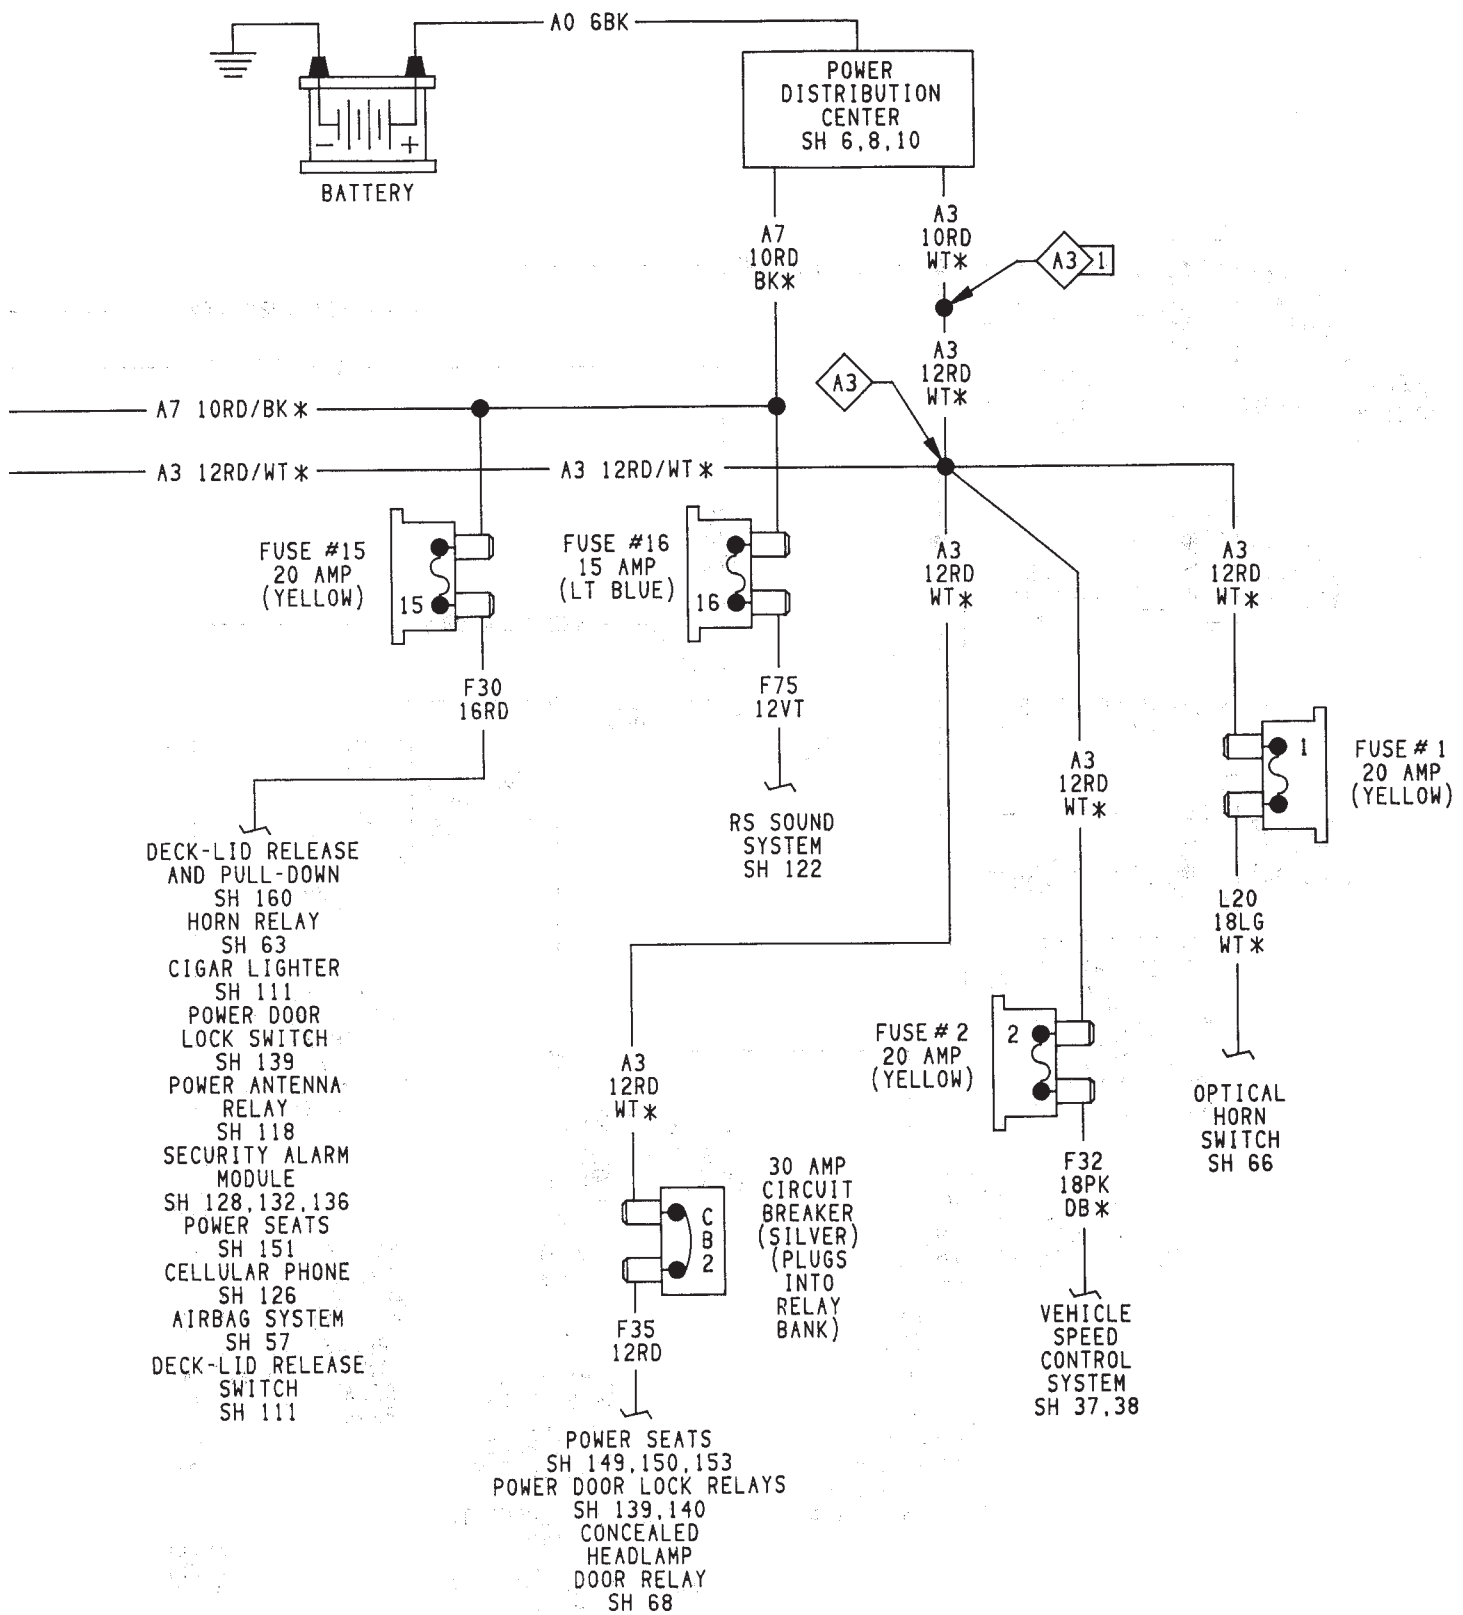 A0 6BK
POWER
DISTRIBUTION
CENTER
SH 6,8,10
- +
BATTERY
A7
10RD
BK*
A3
10RD
WT*
A3 1
A3
12RD
WT*
A3
A7 10RD/BK*
A3 12RD/WT*
A3 12RD/WT*
FUSE #15
20 AMP
(YELLOW)
15
FUSE #16
15 AMP
(LT BLUE)
16
A3
12RD
WT*
A3
12RD
WT*
F30
16RD
F75
12VT
A3
12RD
WT*
1
FUSE # 1
20 AMP
(YELLOW)
RS SOUND
SYSTEM
SH 122
L20
18LG
WT*
DECK-LID RELEASE
AND PULL-DOWN
SH 160
HORN RELAY
SH 63
CIGAR LIGHTER
SH 111
POWER DOOR
LOCK SWITCH
SH 139
POWER ANTENNA
RELAY
SH 118
SECURITY ALARM
MODULE
SH 128,132,136
POWER SEATS
SH 151
CELLULAR PHONE
SH 126
AIRBAG SYSTEM
SH 57
DECK-LID RELEASE
SWITCH
SH 111
A3
12RD
WT*
FUSE # 2
20 AMP
(YELLOW)
2
OPTICAL
HORN
SWITCH
SH 66
C
B
2
30 AMP
CIRCUIT
BREAKER
(SILVER)
(PLUGS
INTO
RELAY
BANK)
F32
18PK
DB*
F35
12RD
VEHICLE
SPEED
CONTROL
SYSTEM
SH 37,38
POWER SEATS
SH 149,150,153
POWER DOOR LOCK RELAYS
SH 139,140
CONCEALED
HEADLAMP
DOOR RELAY
SH 68